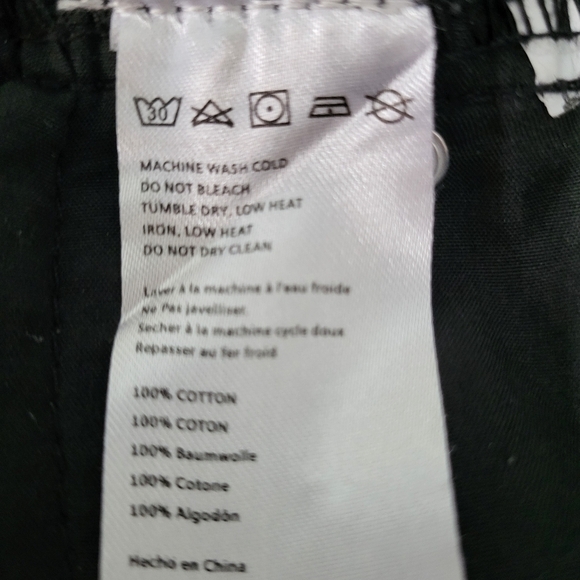 30
MACHINE WASH COLD
DO NOT BLEACH
TUMBLE DRY, LOW HEAT
IRON, LOW HEAT
DO NOT DRY CLEAN
Laver à la machine à l'eau froide
Ne Pas javelliser.
Secher à la machine cycle doux
Repasser au fer froid
100% COTTON
100% COTON
100% Baumwolle
100% Cotone
100% Algodón
Hecho en China